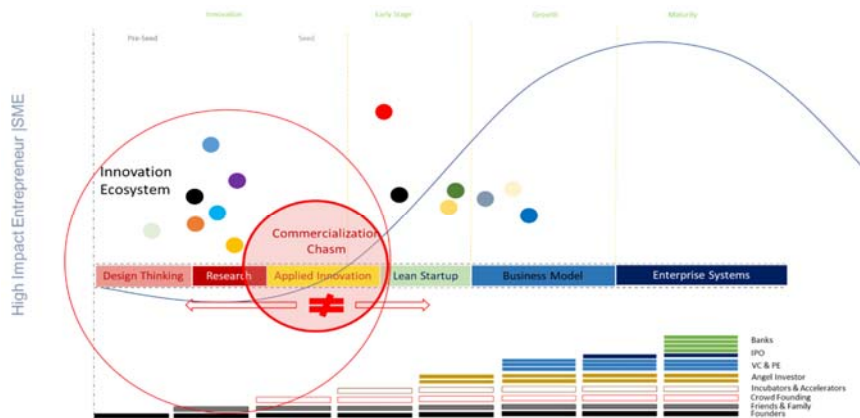 Innovation
Early Stage
Growth
Maturity
Pre-Seed
Seed
High Impact Entrepreneur |SME
Innovation
Ecosystem
Commercialization
Chasm
Design Thinking
Research
Applied Innovation
Lean Startup
Business Model
Enterprise Systems
≠
Banks
IPO
VC & PE
Angel Investor
Incubators & Accelerators
Crowd Founding
Friends & Family
Founders